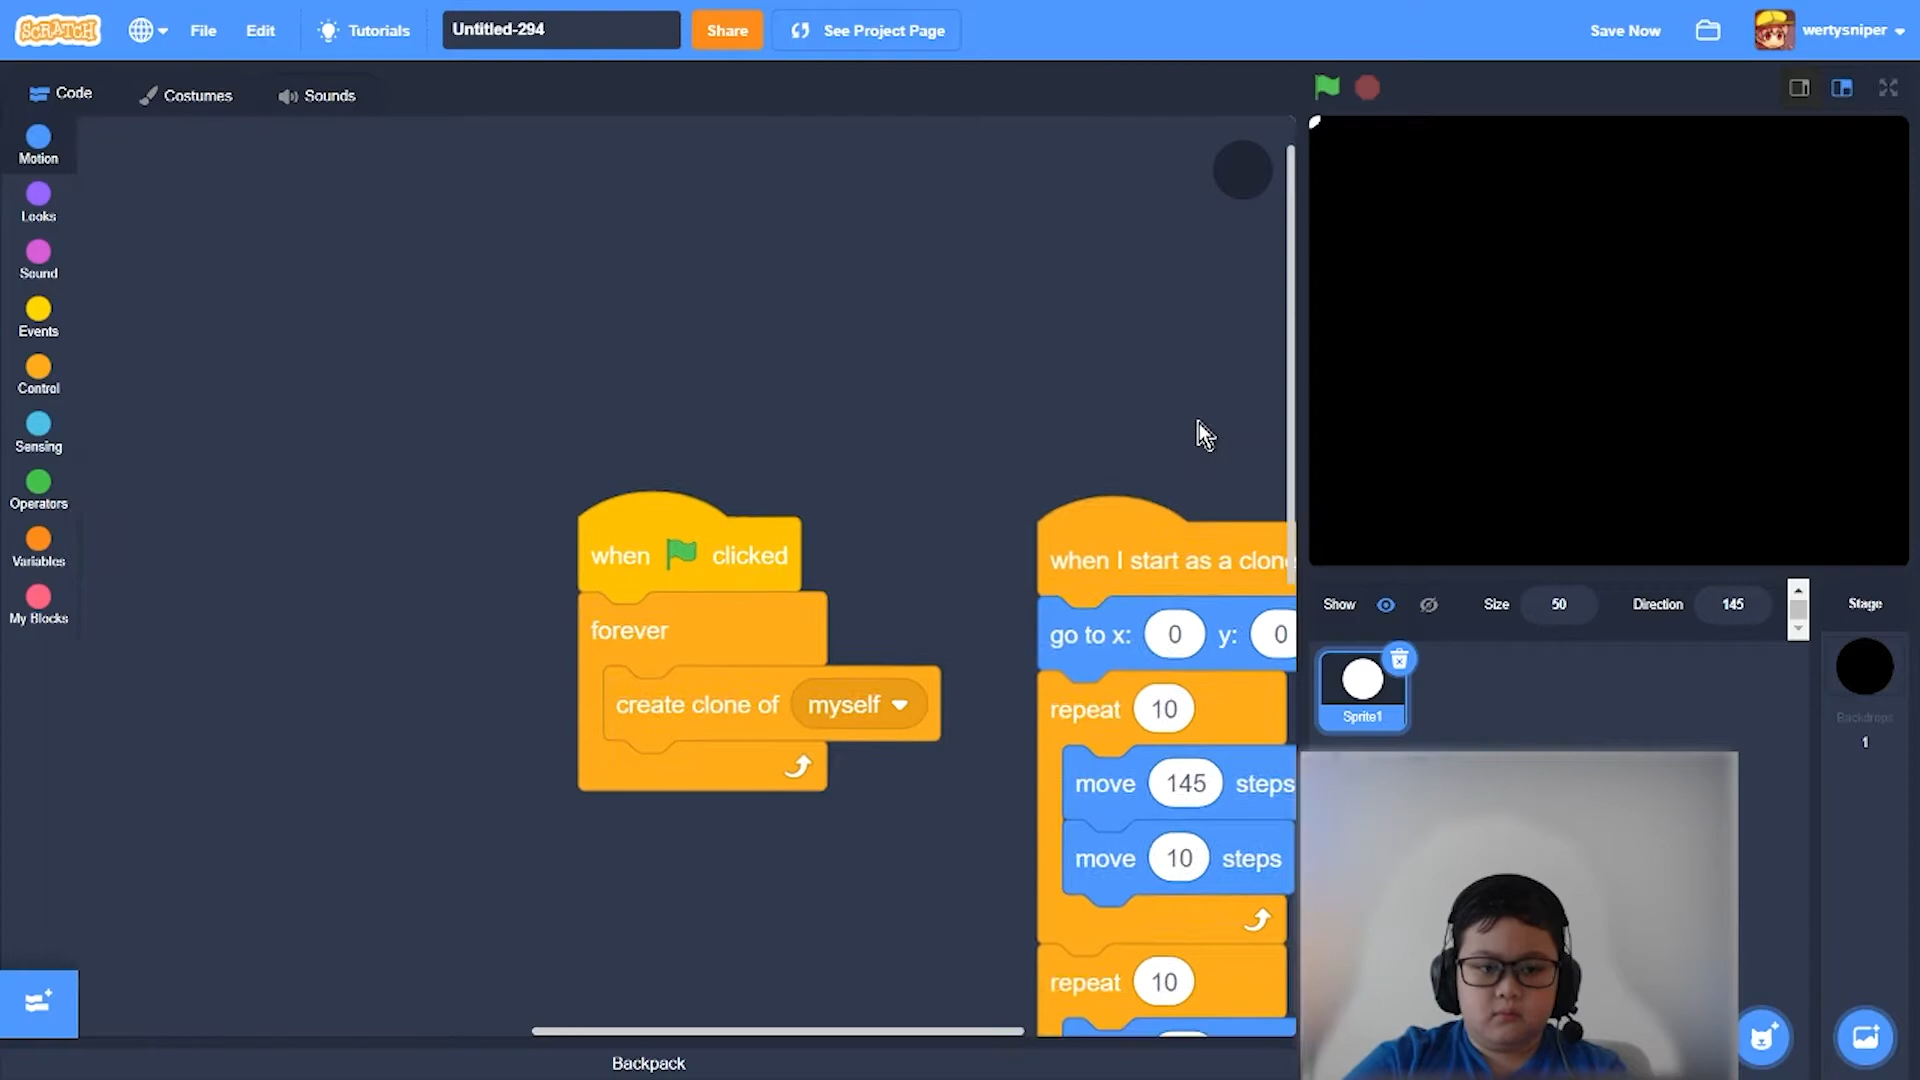 SCRATCH File Edit Tutorials Untitled-294 Share See Project Page Save Now wertysniper
Code Costumes Sounds
Motion
Looks
Sound
Events
Control
Sensing
Operators
Variables
My Blocks
when clicked
forever
create clone of myself
when I start as a clone
go to x: 0 y: 0
repeat 10
move 145 steps
move 10 steps
repeat 10
Backpack
Show Size 50 Direction 145
Sprite1
Stage
Backdrops
1